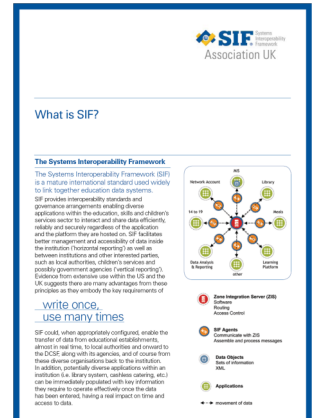 SIF Systems
Interoperability
Framework
Association UK
What is SIF?
The Systems Interoperability Framework
The Systems Interoperability Framework (SIF)
is a mature international standard used widely
to link together education data systems.
SIF provides interoperability standards and
governance arrangements enabling diverse
applications within the education, skills and children's
services sector to interact and share data efficiently,
reliably and securely regardless of the application
and the platform they are hosted on. SIF facilitates
better management and accessibility of data inside
the institution ('horizontal reporting') as well as
between institutions and other interested parties,
such as local authorities, children's services and
possibly government agencies ('vertical reporting').
Evidence from extensive use within the US and the
UK suggests there are many advantages from these
principles as they embody the key requirements of
write once,
use many times
SIF could, when appropriately configured, enable the
transfer of data from educational establishments,
almost in real time, to local authorities and onward to
the DCSF, along with its agencies, and of course from
these diverse organisations back to the institution.
In addition, potentially diverse applications within an
institution (i.e. library system, cashless catering, etc.)
can be immediately populated with key information
they require to operate effectively once the data
has been entered, having a real impact on time and
access to data.
MIS
Network Account
Library
14 to 19
Meals
Data Analysis
& Reporting
Learning
Platform
other
Zone Integration Server (ZIS)
Software
Routing
Access Control
SIF Agents
Communicate with ZIS
Assemble and process messages
Data Objects
Sets of information
XML
Applications
movement of data